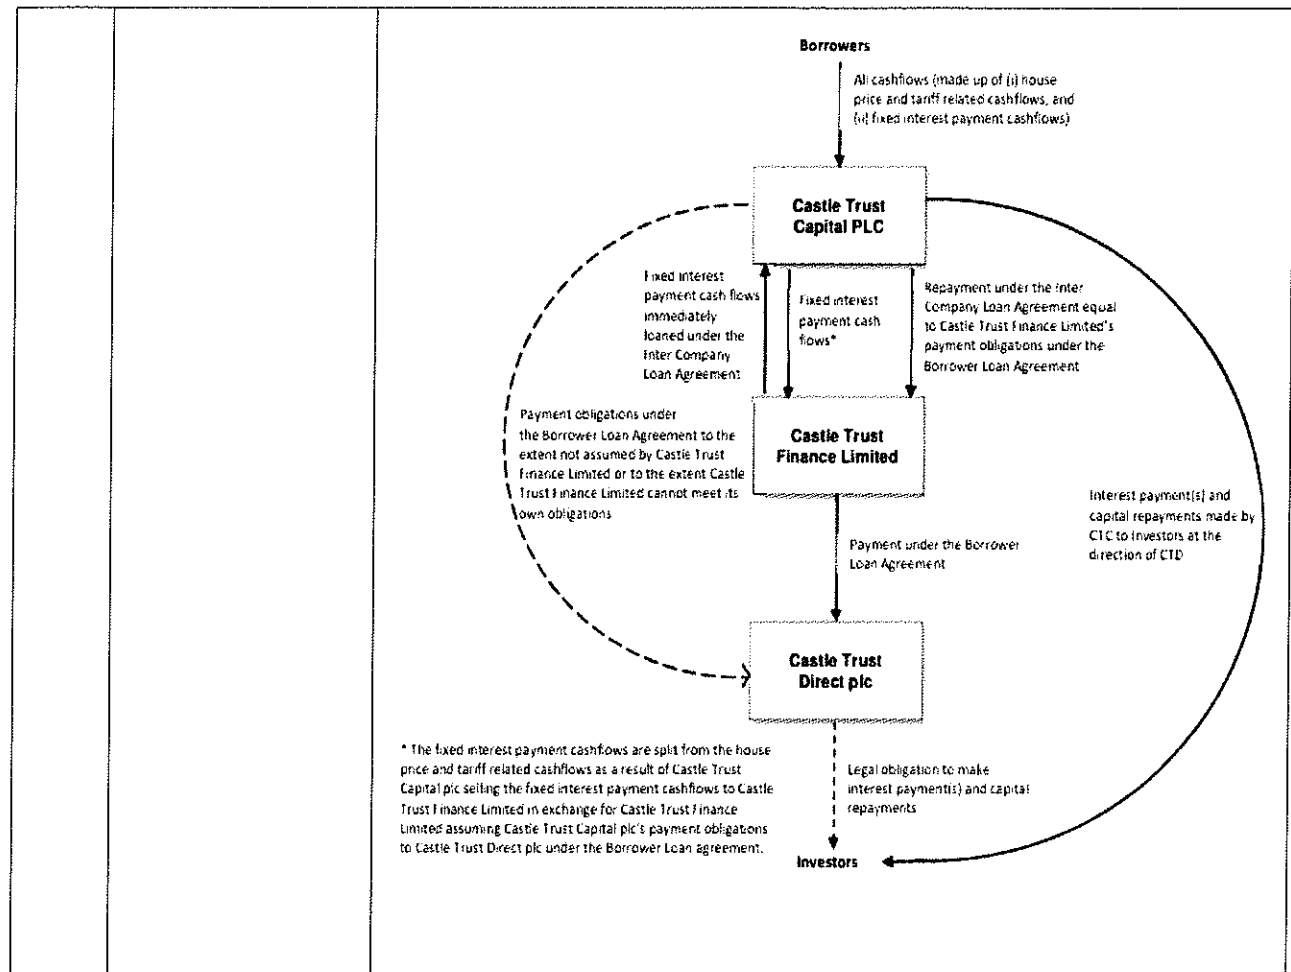 Borrowers
All cashflows (made up of (i) house
price and tariff related cashflows, and
(ii) fixed interest payment cashflows)
Castle Trust
Capital PLC
Fixed interest
payment cash flows
immediately
loaned under the
Inter Company
Loan Agreement
Fixed interest
payment cash
flows*
Repayment under the Inter
Company Loan Agreement equal
to Castle Trust Finance Limited's
payment obligations under the
Borrower Loan Agreement
Payment obligations under
the Borrower Loan Agreement to the
extent not assumed by Castle Trust
Finance Limited or to the extent Castle
Trust Finance Limited cannot meet its
own obligations
Castle Trust
Finance Limited
Interest payment(s) and
capital repayments made by
CTC to Investors at the
direction of CTD
Payment under the Borrower
Loan Agreement
Castle Trust
Direct plc
* The fixed interest payment cashflows are split from the house
price and tariff related cashflows as a result of Castle Trust
Capital plc selling the fixed interest payment cashflows to Castle
Trust Finance Limited in exchange for Castle Trust Finance
Limited assuming Castle Trust Capital plc's payment obligations
to Castle Trust Direct plc under the Borrower Loan agreement.
Legal obligation to make
interest payment(s) and capital
repayments
Investors